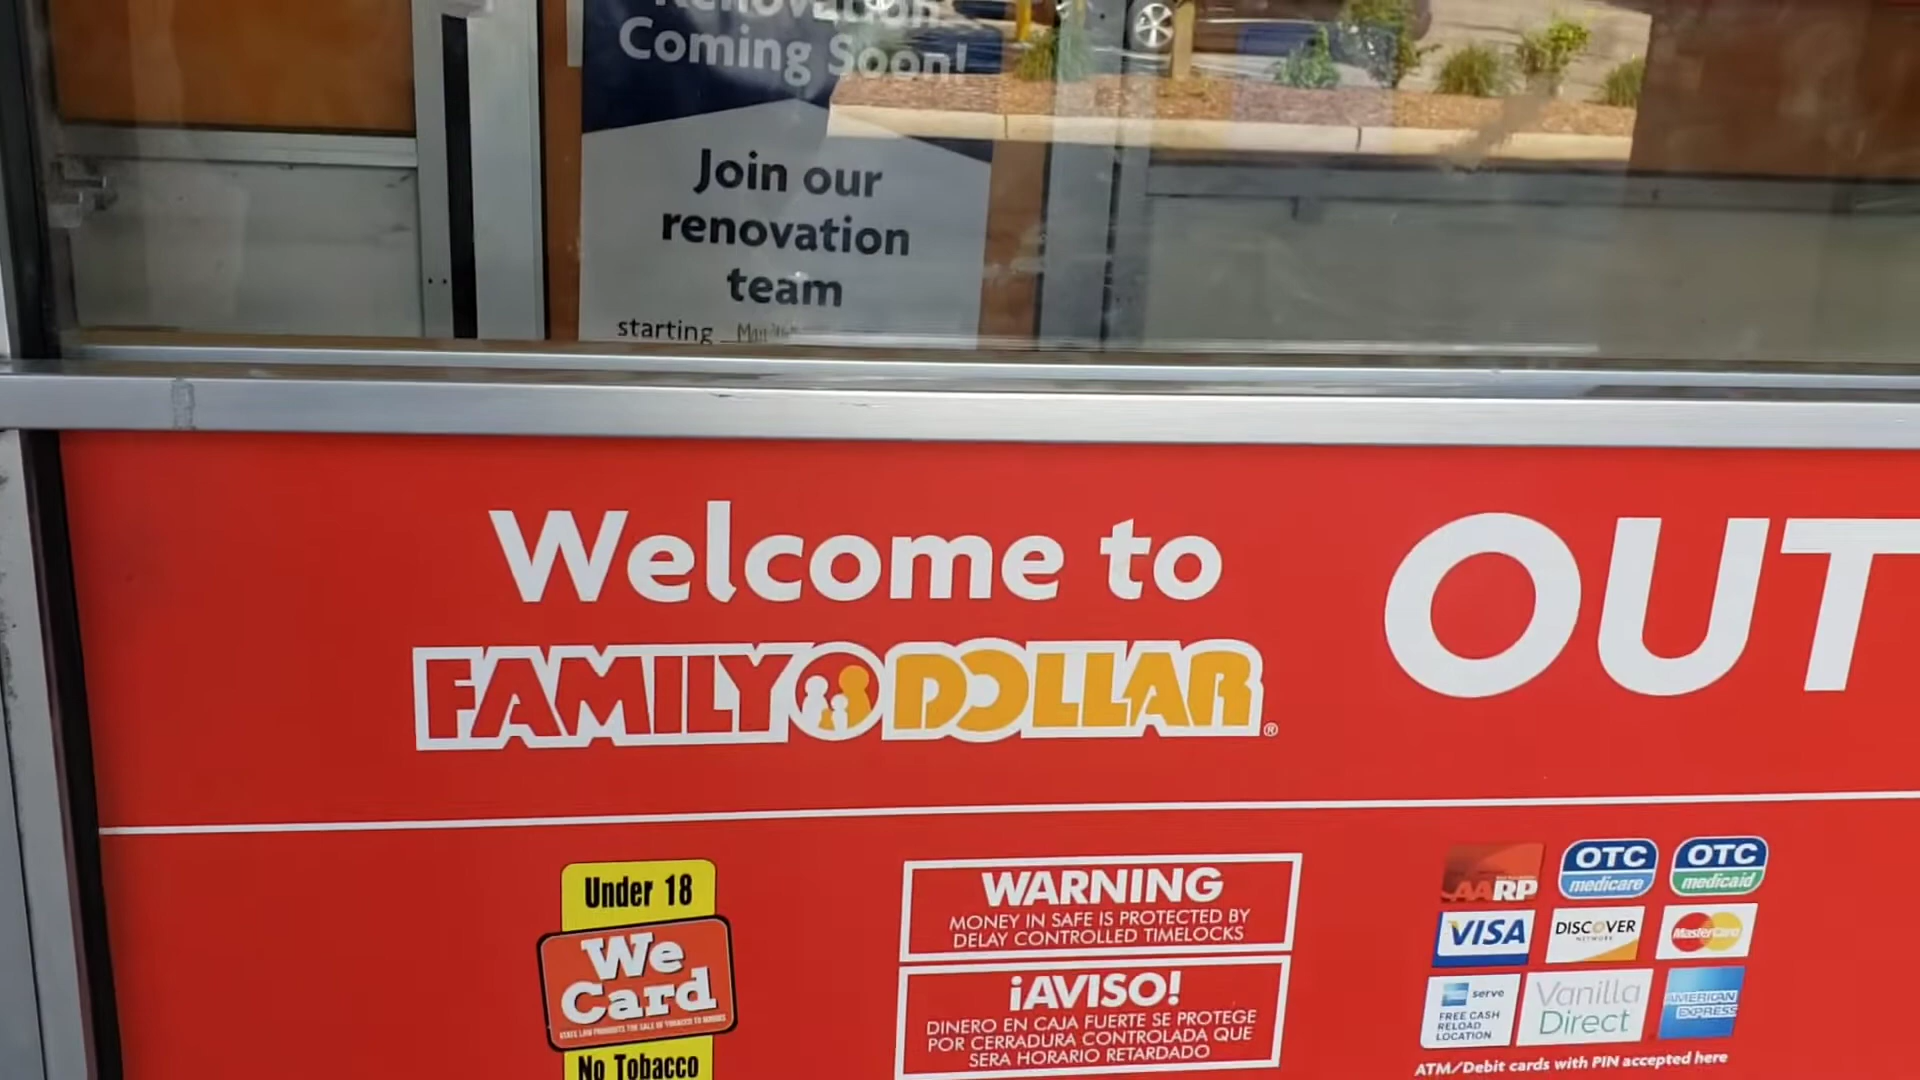 Renovation
Coming Soon!
Join our
renovation
team
starting
Welcome to
FAMILY DOLLAR®
OUT
Under 18
We
Card
STATE LAW PROHIBITS THE SALE OF TOBACCO TO MINORS
No Tobacco
WARNING
MONEY IN SAFE IS PROTECTED BY
DELAY CONTROLLED TIMELOCKS
¡AVISO!
DINERO EN CAJA FUERTE SE PROTEGE
POR CERRADURA CONTROLADA QUE
SERA HORARIO RETARDADO
AARP
OTC
medicare
OTC
medicaid
VISA
DISCOVER
NETWORK
MasterCard
serve
FREE CASH
RELOAD
LOCATION
Vanilla
Direct
AMERICAN
EXPRESS
ATM/Debit cards with PIN accepted here